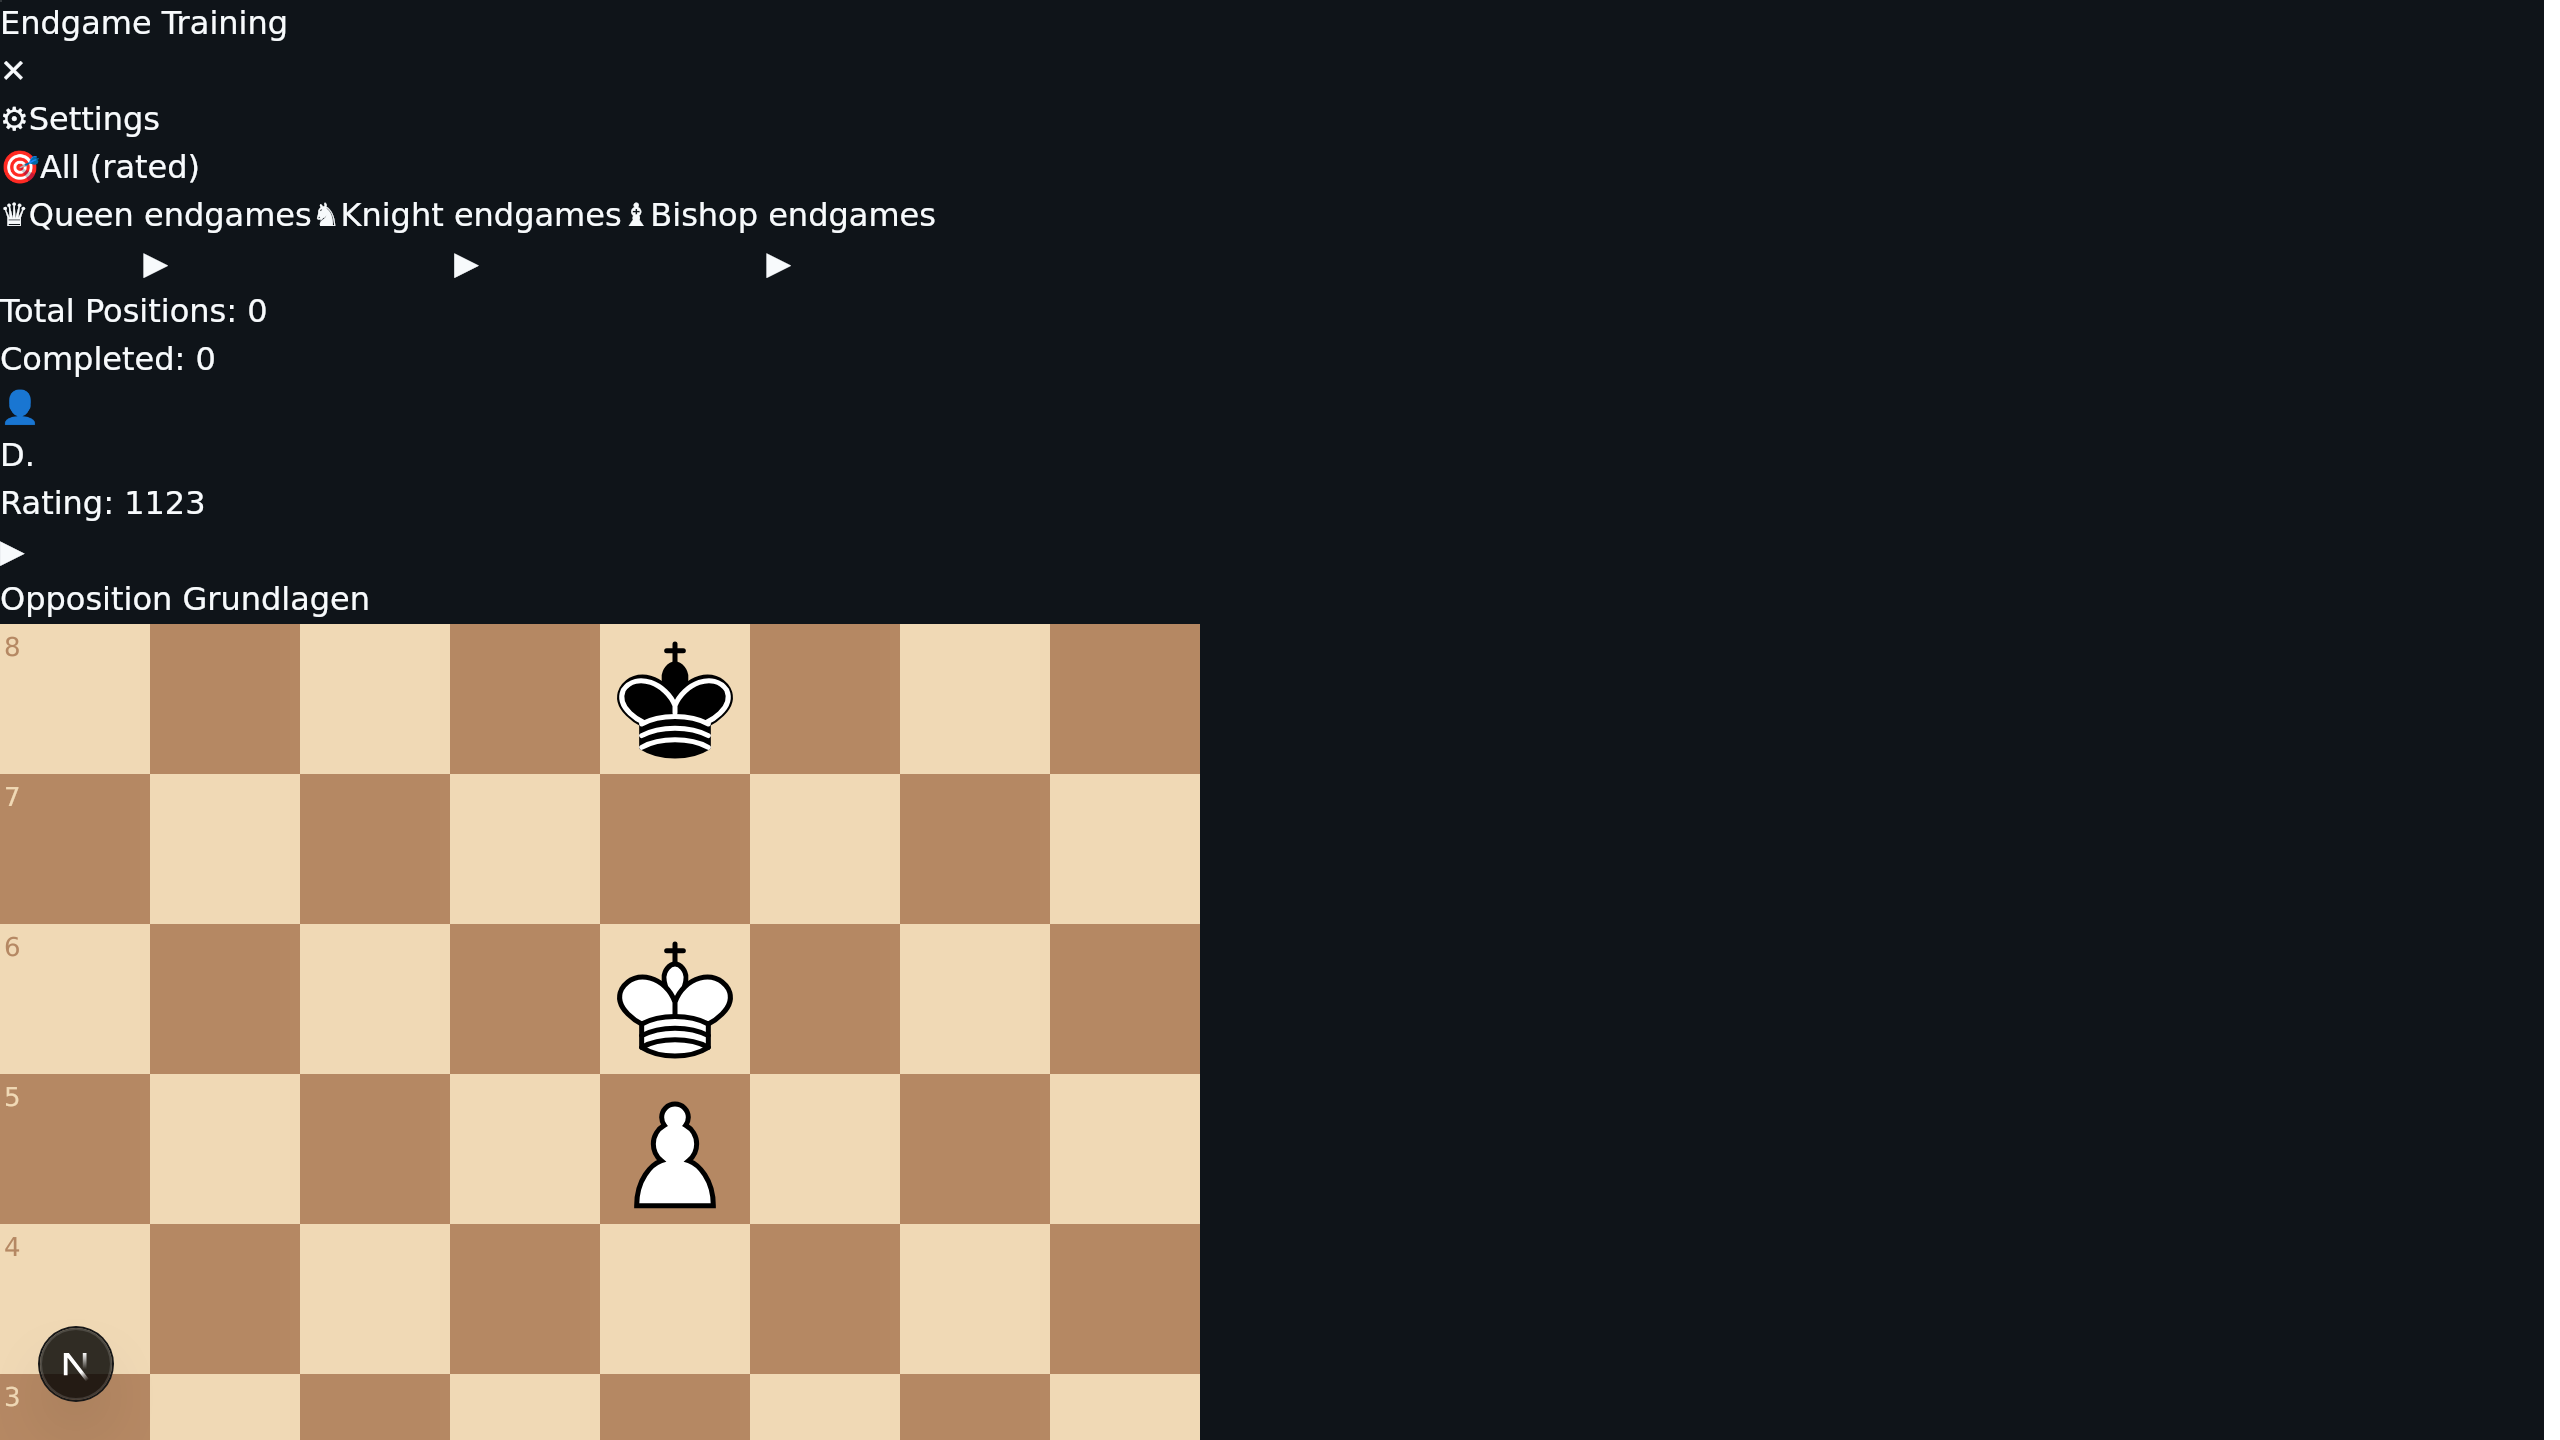 Endgame Training
✕
⚙Settings
🎯All (rated)
♛Queen endgames♞Knight endgames♝Bishop endgames
▶ ▶ ▶
Total Positions: 0
Completed: 0
👤
D.
Rating: 1123
▶
Opposition Grundlagen
8
7
6
5
4
N
3